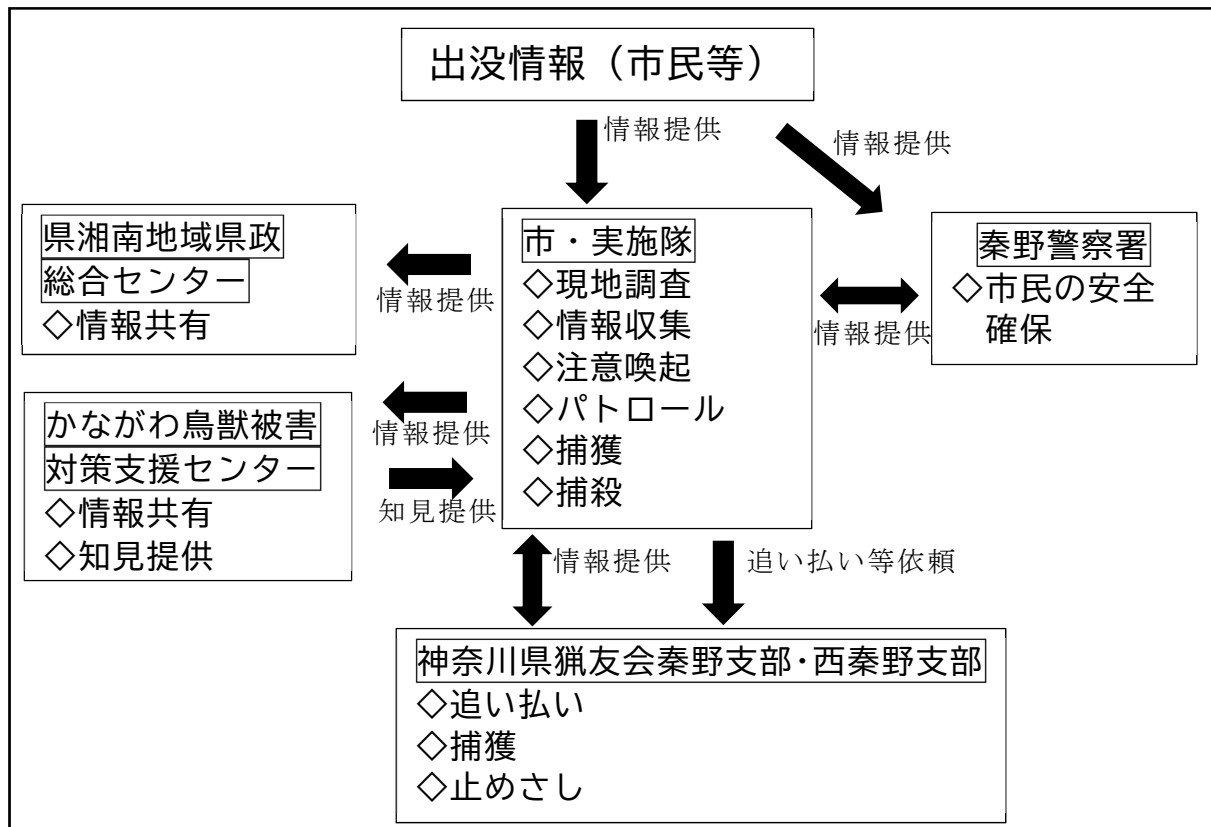 出没情報（市民等）
情報提供
情報提供
県湘南地域県政
総合センター
◇情報共有
情報提供
市・実施隊
◇現地調査
◇情報収集
◇注意喚起
◇パトロール
◇捕獲
◇捕殺
情報提供
秦野警察署
◇市民の安全
確保
かながわ鳥獣被害
対策支援センター
◇情報共有
◇知見提供
情報提供
知見提供
情報提供
追い払い等依頼
神奈川県猟友会秦野支部･西秦野支部
◇追い払い
◇捕獲
◇止めさし